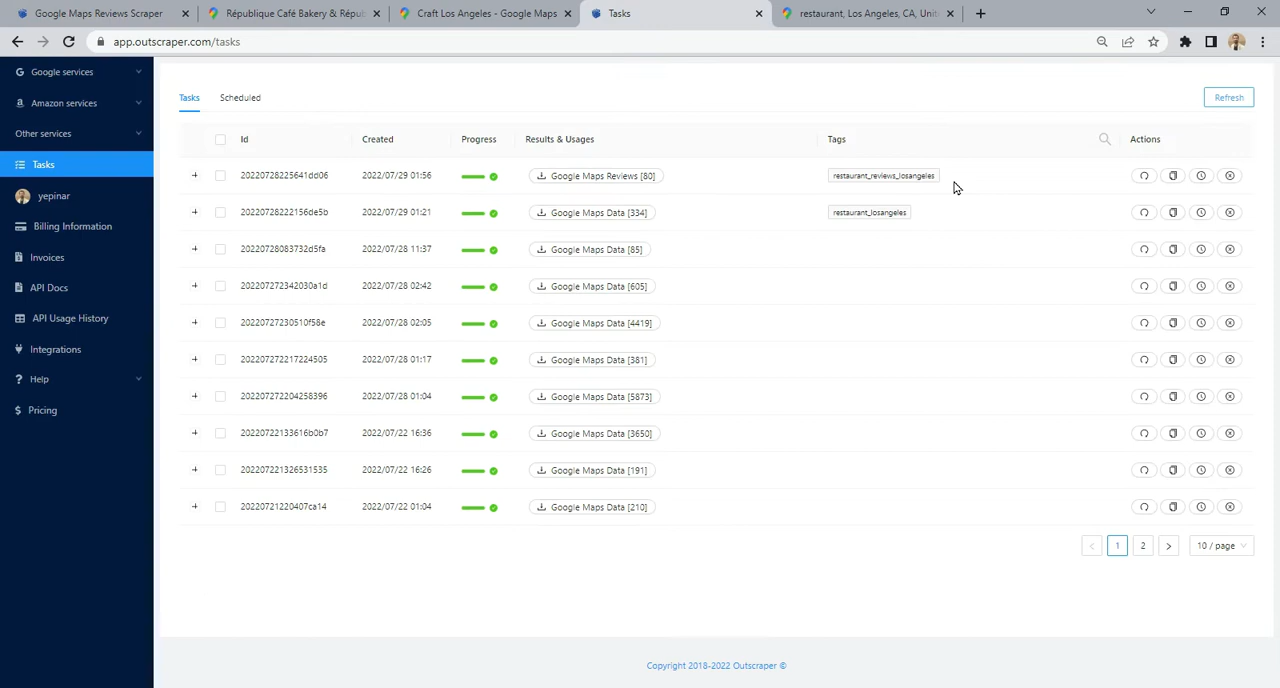 Google Maps Reviews Scraper
République Café Bakery & Répub
Craft Los Angeles - Google Maps
Tasks
restaurant, Los Angeles, CA, Unit
app.outscraper.com/tasks
Google services
Amazon services
Other services
Tasks
yepinar
Billing Information
Invoices
API Docs
API Usage History
Integrations
Help
Pricing
Tasks Scheduled Refresh
Id Created Progress Results & Usages Tags Actions
20220728225641dd06 2022/07/29 01:56 Google Maps Reviews [80] restaurant_reviews_losangeles
20220728222156de5b 2022/07/29 01:21 Google Maps Data [334] restaurant_losangeles
20220728083732d5fa 2022/07/28 11:37 Google Maps Data [85]
202207272342030a1d 2022/07/28 02:42 Google Maps Data [605]
20220727230510f58e 2022/07/28 02:05 Google Maps Data [4419]
202207272217224505 2022/07/28 01:17 Google Maps Data [381]
202207272204258396 2022/07/28 01:04 Google Maps Data [5873]
20220722133616b0b7 2022/07/22 16:36 Google Maps Data [3650]
202207221326531535 2022/07/22 16:26 Google Maps Data [191]
20220721220407ca14 2022/07/22 01:04 Google Maps Data [210]
1 2 10 / page
Copyright 2018-2022 Outscraper ©